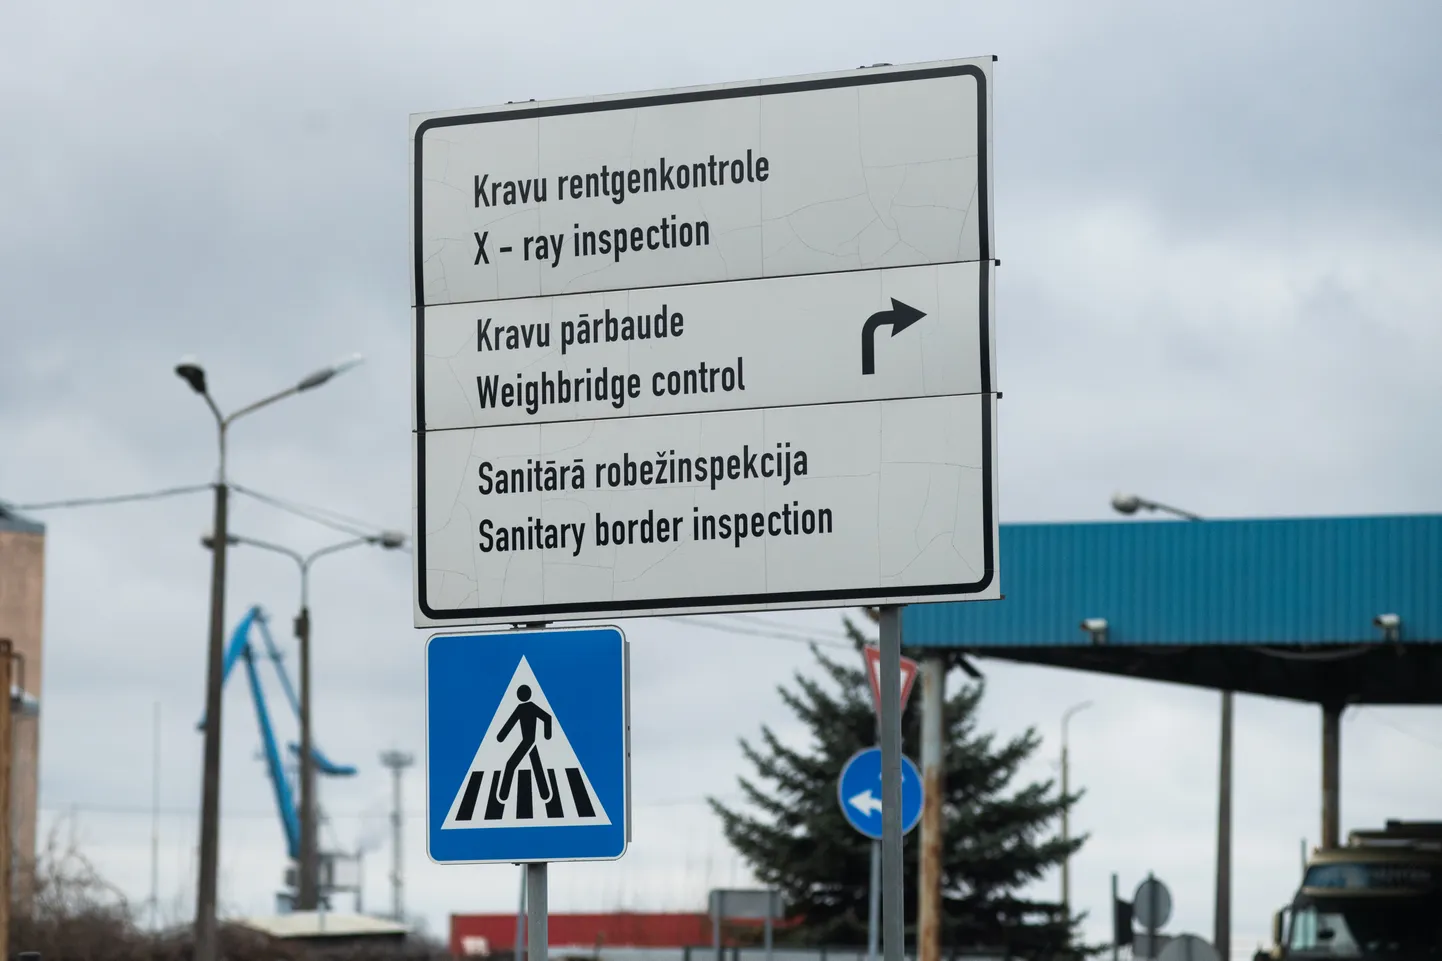 Kravu rentgenkontrole
X – ray inspection
Kravu pārbaude
Weighbridge control
Sanitārā robežinspekcija
Sanitary border inspection